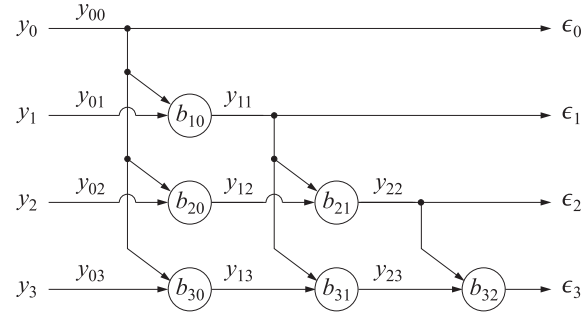 y₀ y₀₀ ϵ₀
y₁ y₀₁ b₁₀ y₁₁ ϵ₁
y₂ y₀₂ b₂₀ y₁₂ b₂₁ y₂₂ ϵ₂
y₃ y₀₃ b₃₀ y₁₃ b₃₁ y₂₃ b₃₂ ϵ₃